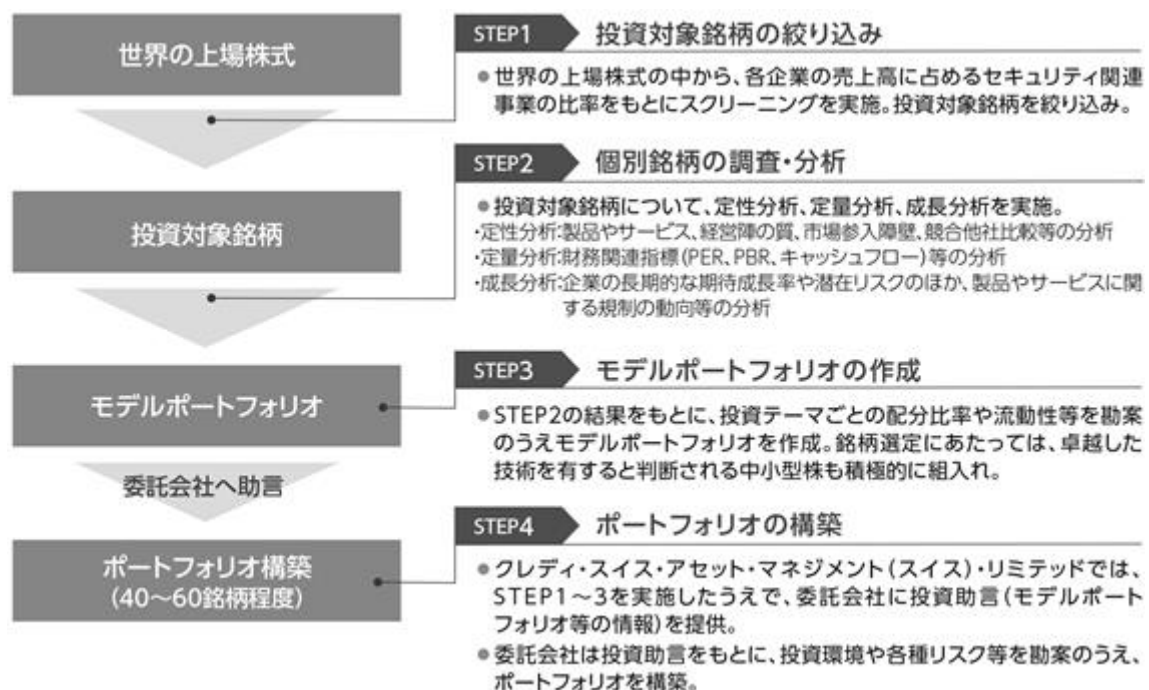 世界の上場株式
STEP1 投資対象銘柄の絞り込み
●世界の上場株式の中から、各企業の売上高に占めるセキュリティ関連
事業の比率をもとにスクリーニングを実施。投資対象銘柄を絞り込み。
投資対象銘柄
STEP2 個別銘柄の調査・分析
●投資対象銘柄について、定性分析、定量分析、成長分析を実施。
・定性分析:製品やサービス、経営陣の質、市場参入障壁、競合他社比較等の分析
・定量分析:財務関連指標(PER、PBR、キャッシュフロー)等の分析
・成長分析:企業の長期的な期待成長率や潜在リスクのほか、製品やサービスに関
する規制の動向等の分析
モデルポートフォリオ
STEP3 モデルポートフォリオの作成
●STEP2の結果をもとに、投資テーマごとの配分比率や流動性等を勘案
のうえモデルポートフォリオを作成。銘柄選定にあたっては、卓越した
技術を有すると判断される中小型株も積極的に組入れ。
委託会社へ助言
ポートフォリオ構築
(40～60銘柄程度)
STEP4 ポートフォリオの構築
●クレディ・スイス・アセット・マネジメント(スイス)・リミテッドでは、
STEP1～3を実施したうえで、委託会社に投資助言(モデルポート
フォリオ等の情報)を提供。
●委託会社は投資助言をもとに、投資環境や各種リスク等を勘案のうえ、
ポートフォリオを構築。